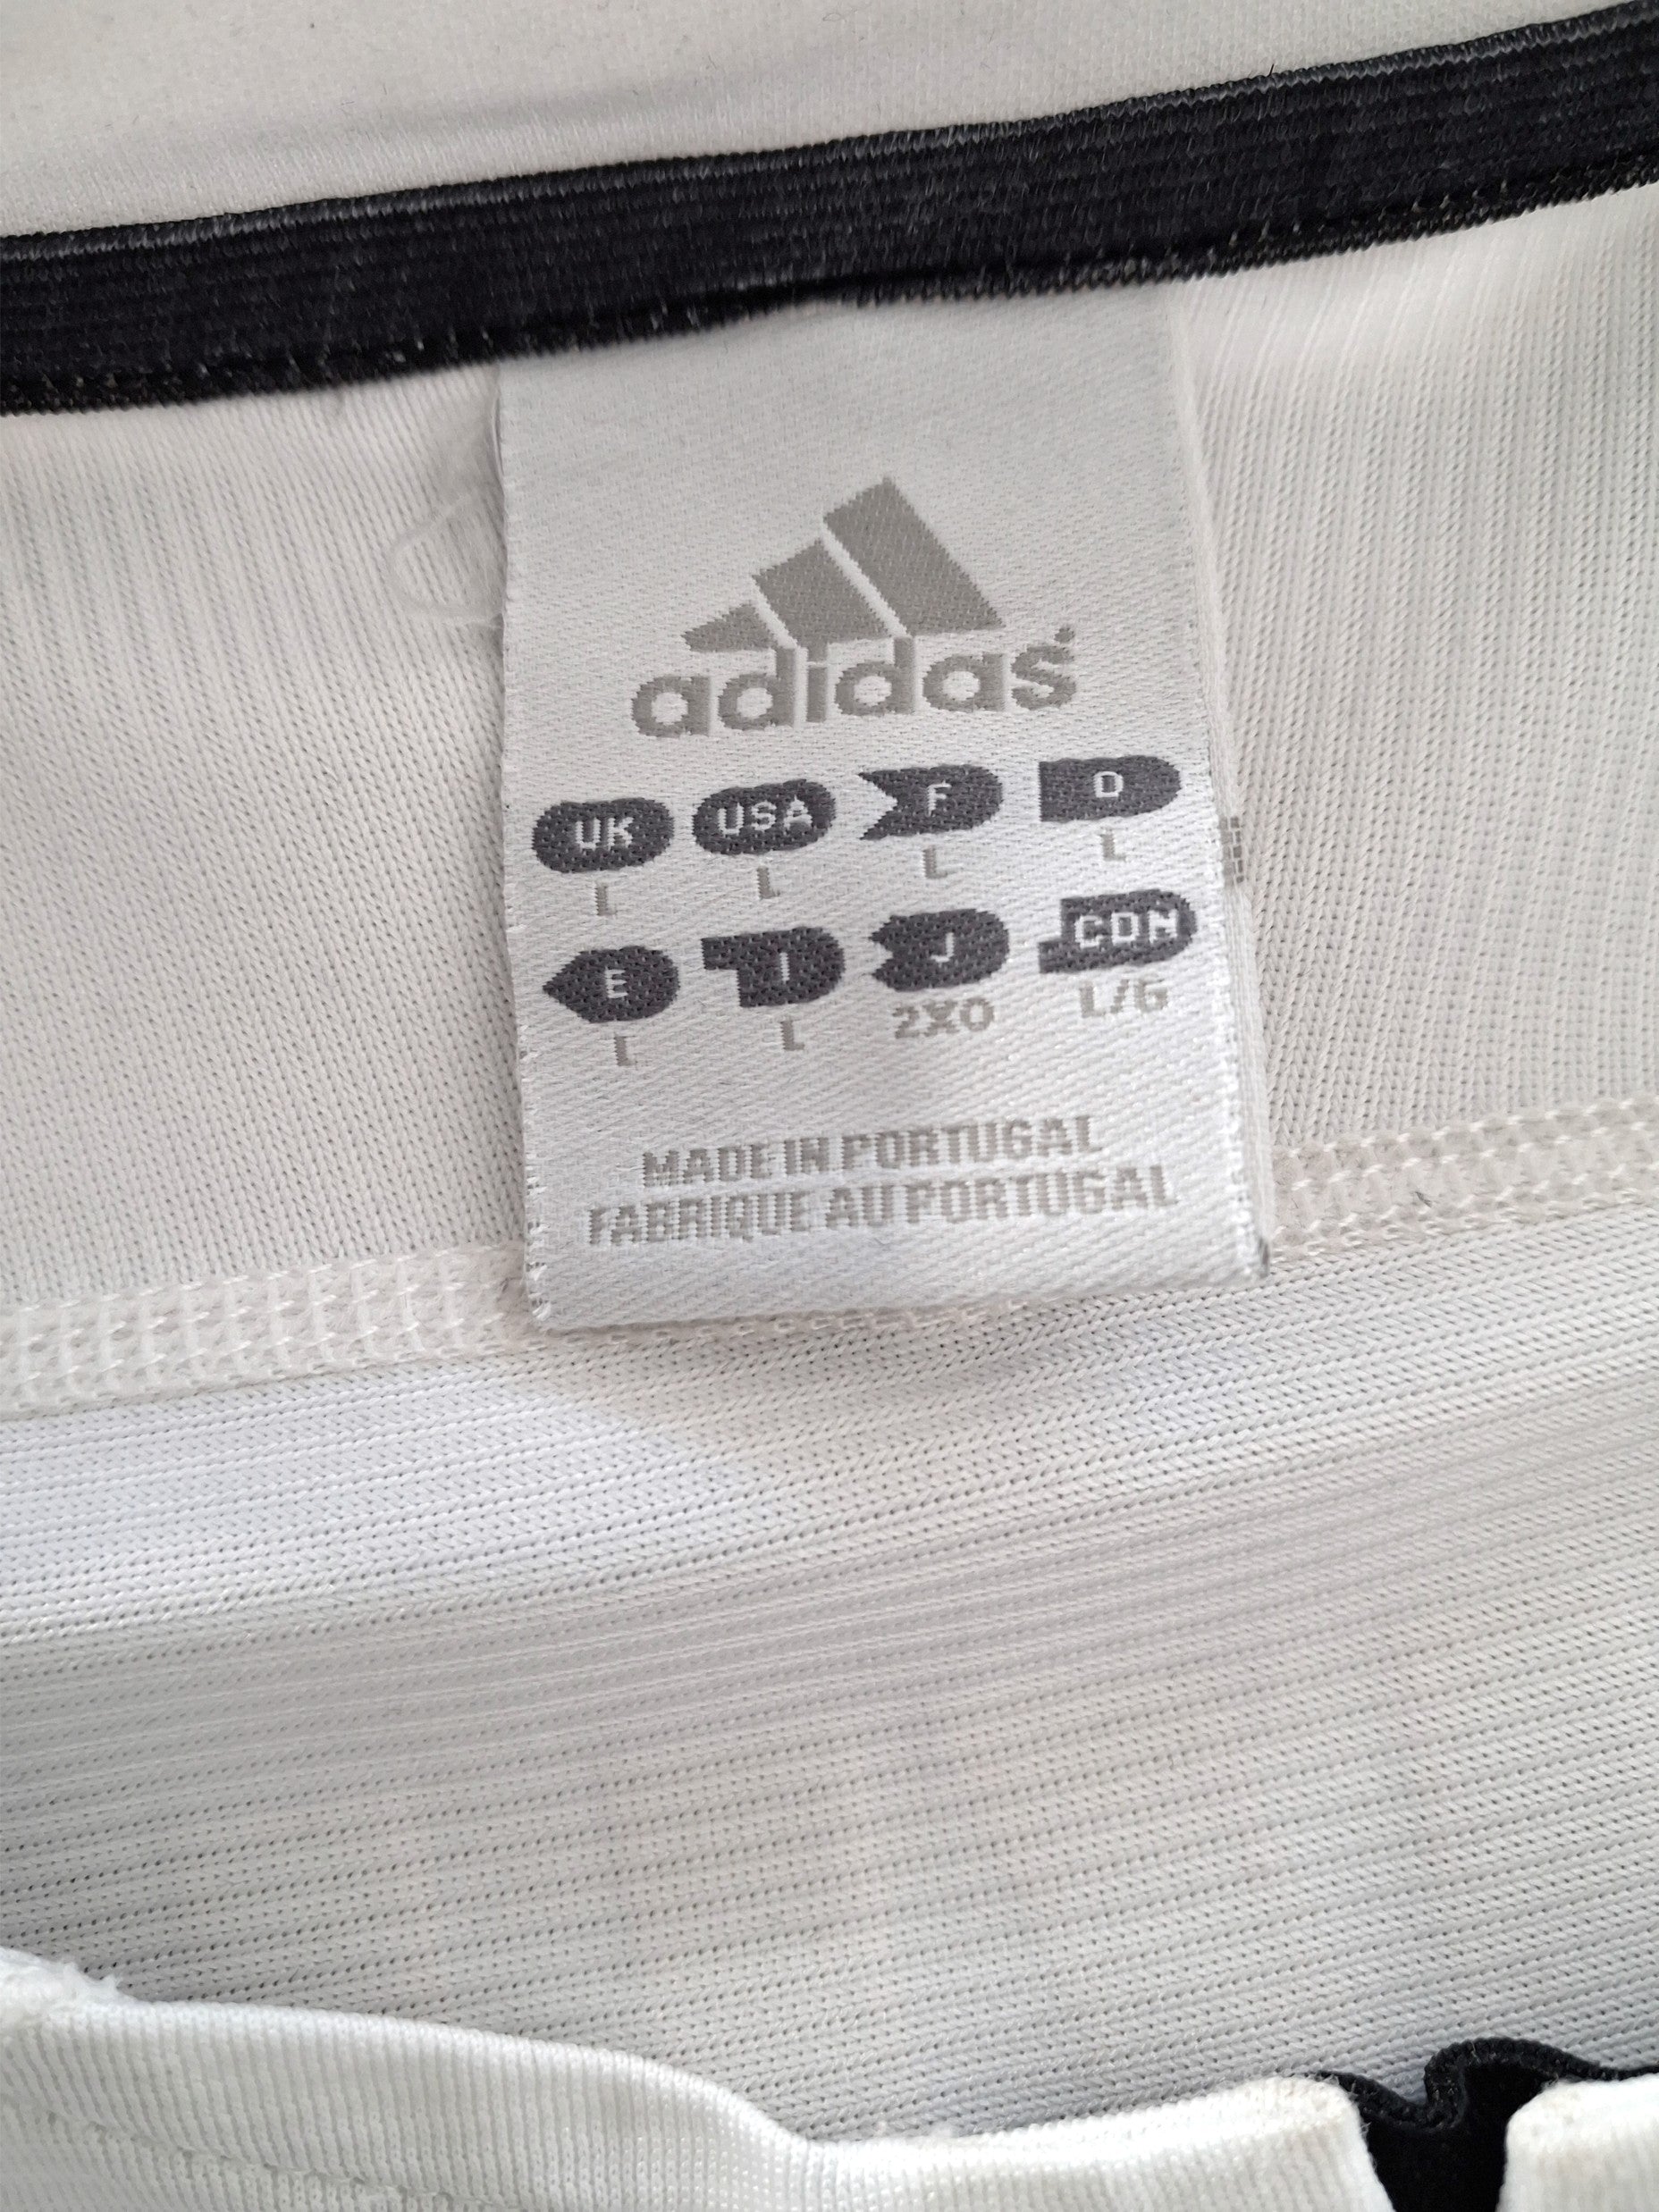 adidas
UK USA F D
L L L L
E I J CDN
L L 2XO L/G
MADE IN PORTUGAL
FABRIQUE AU PORTUGAL